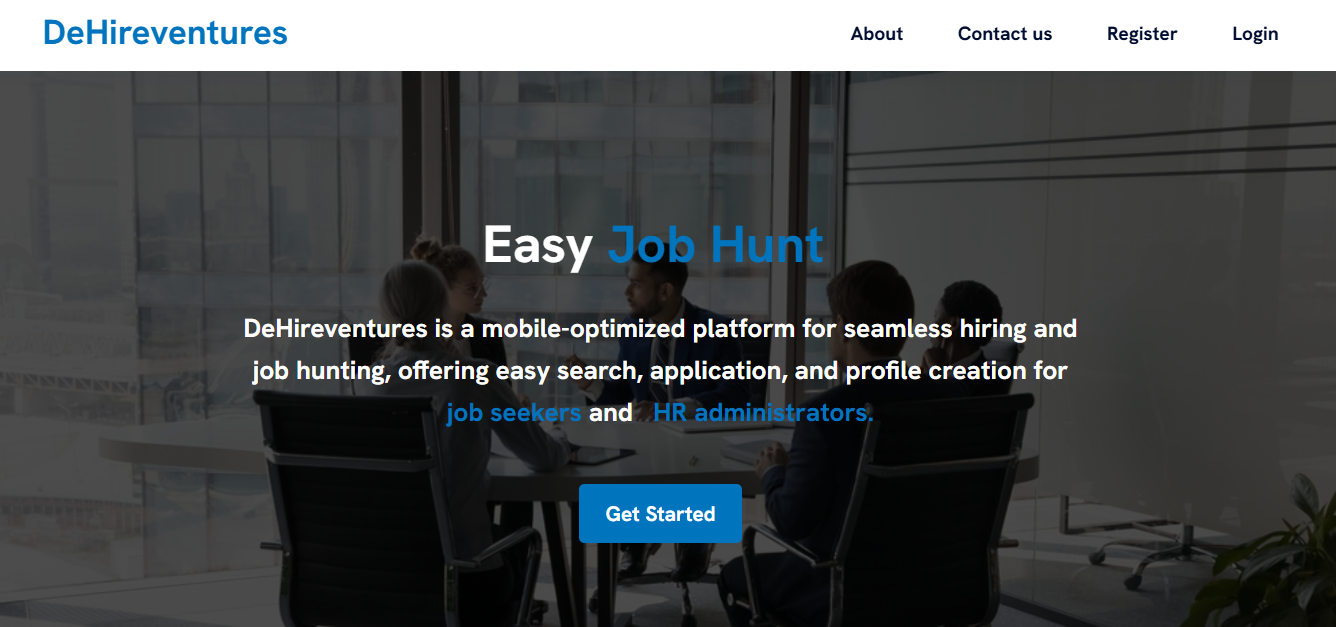 DeHireventures
About Contact us Register Login
Easy Job Hunt
DeHireventures is a mobile-optimized platform for seamless hiring and
job hunting, offering easy search, application, and profile creation for
job seekers and HR administrators.
Get Started